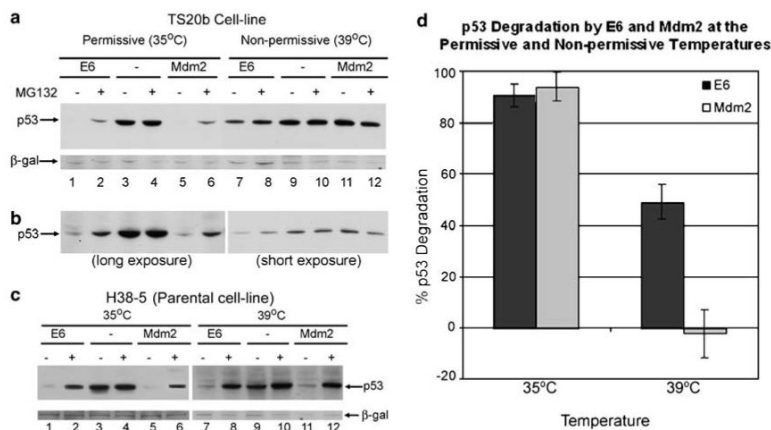 a
TS20b Cell-line
Permissive (35°C) Non-permissive (39°C)
E6 - Mdm2 E6 - Mdm2
MG132 - + - + - + - + - + - +
p53
β-gal
1 2 3 4 5 6 7 8 9 10 11 12
b
p53
(long exposure) (short exposure)
c
H38-5 (Parental cell-line)
35°C 39°C
E6 - Mdm2 E6 - Mdm2
- + - + - + - + - + - +
p53
β-gal
1 2 3 4 5 6 7 8 9 10 11 12
d
p53 Degradation by E6 and Mdm2 at the
Permissive and Non-permissive Temperatures
% p53 Degradation
100
80
60
40
20
0
-20
E6
Mdm2
35°C 39°C
Temperature